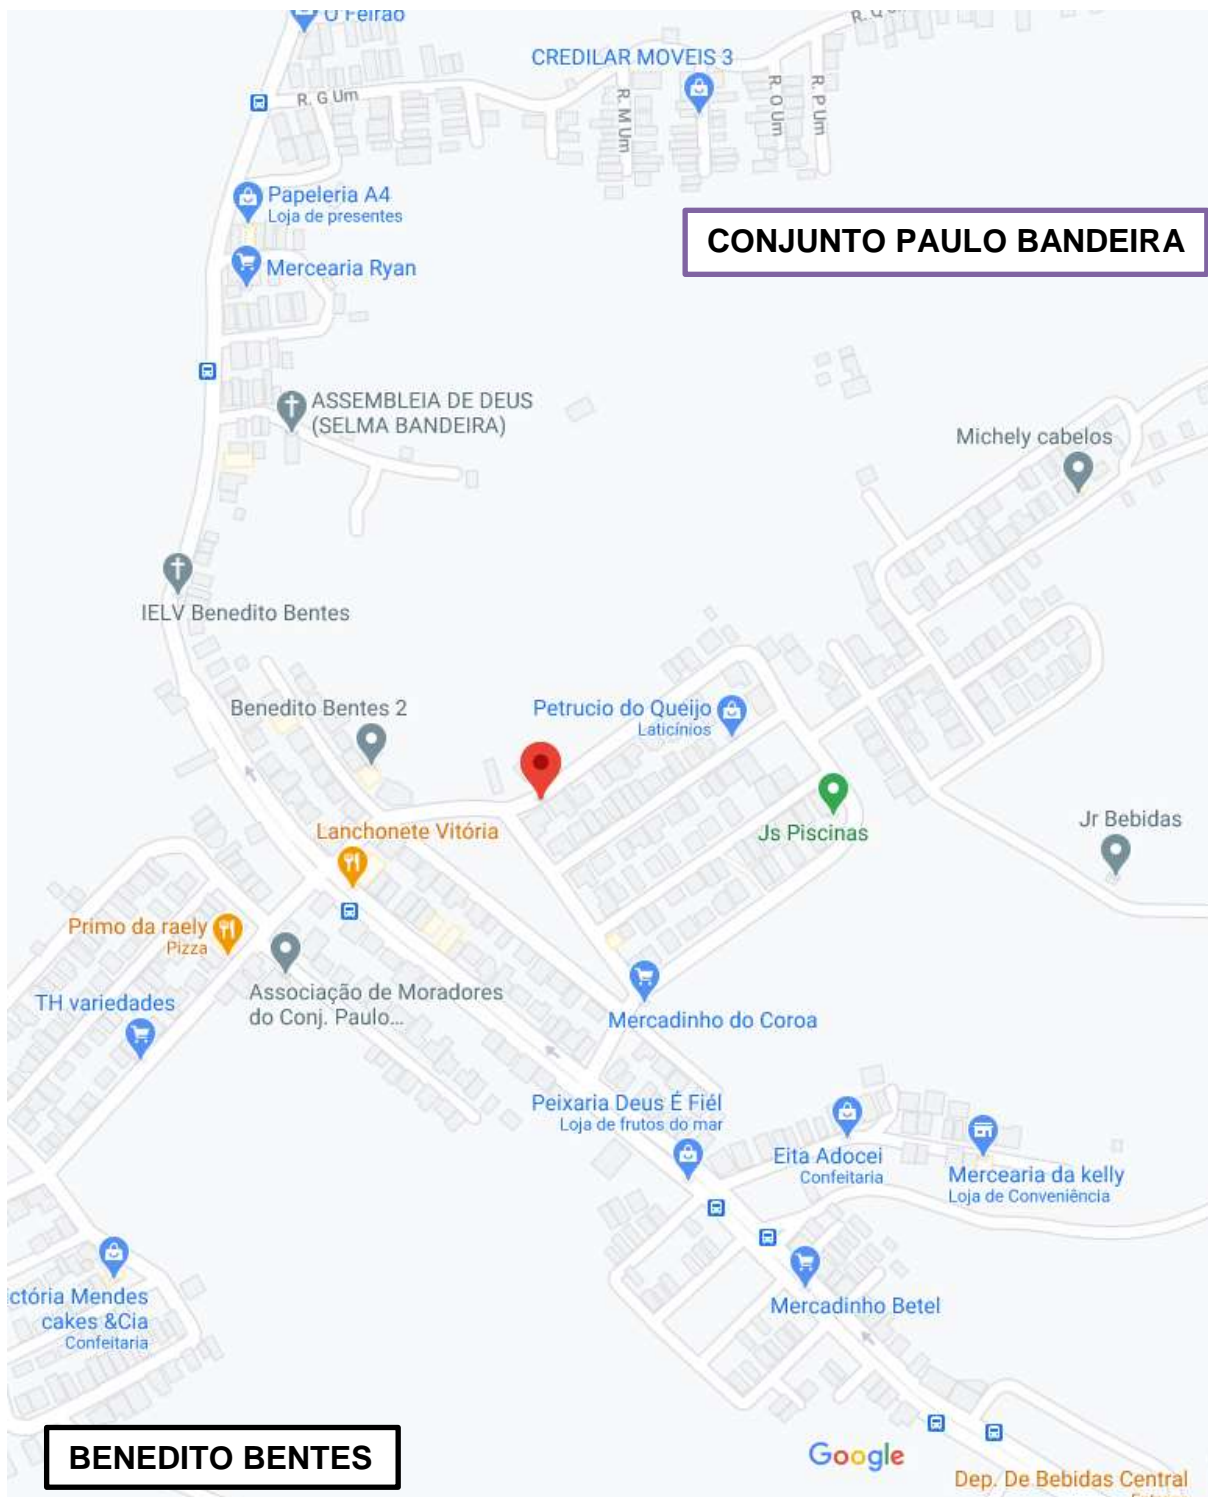 O Feirão
R. Q
CREDILAR MOVEIS 3
R. G Um
R. M Um
R. O Um
R. P Um
Papeleria A4
Loja de presentes
CONJUNTO PAULO BANDEIRA
Mercearia Ryan
ASSEMBLEIA DE DEUS
(SELMA BANDEIRA)
Michely cabelos
IELV Benedito Bentes
Benedito Bentes 2
Petrucio do Queijo
Laticínios
Lanchonete Vitória
Js Piscinas
Jr Bebidas
Primo da raely
Pizza
TH variedades
Associação de Moradores
do Conj. Paulo...
Mercadinho do Coroa
Peixaria Deus É Fiél
Loja de frutos do mar
Eita Adocei
Confeitaria
Mercearia da kelly
Loja de Conveniência
ctória Mendes
cakes &Cia
Confeitaria
Mercadinho Betel
BENEDITO BENTES
Google
Dep. De Bebidas Central